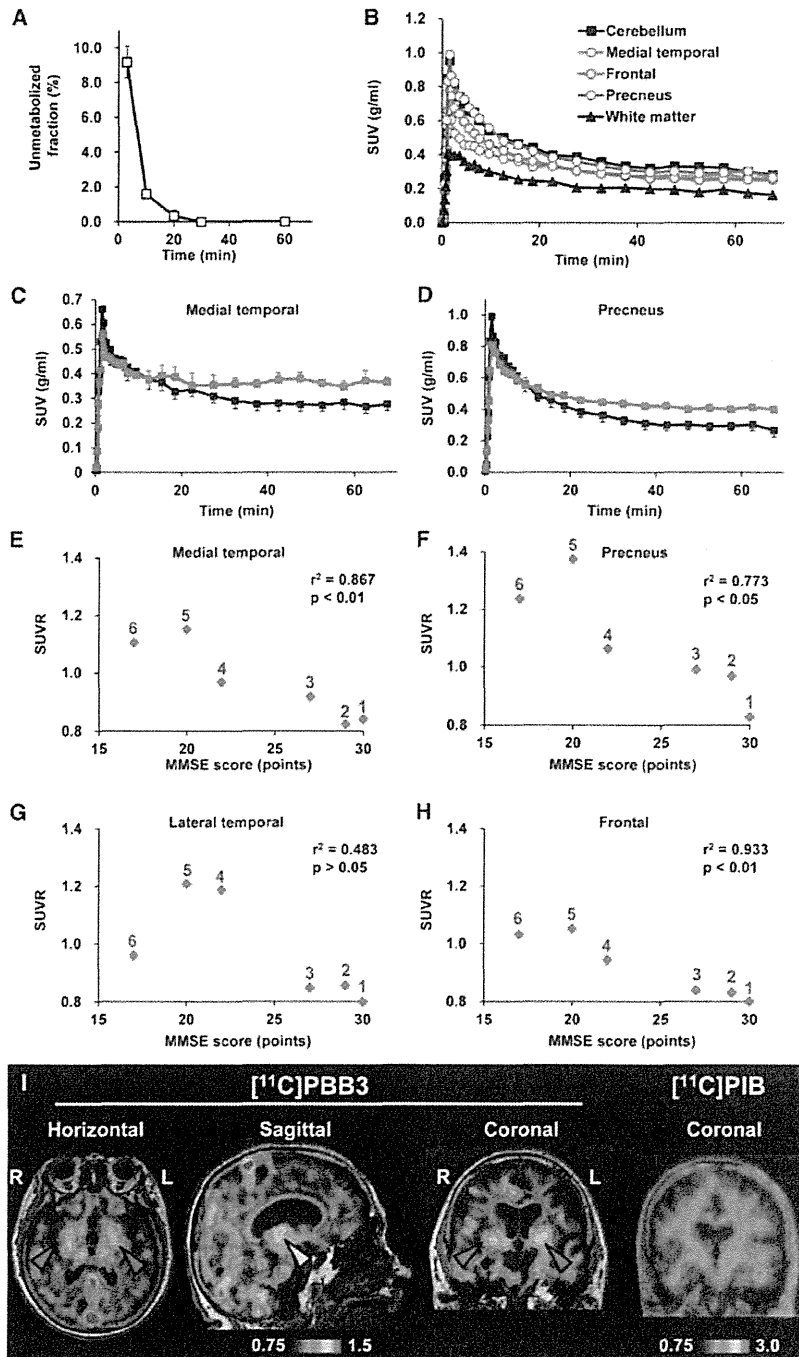 A
Unmetabolized
fraction (%)
10.0
8.0
6.0
4.0
2.0
0.0
0 20 40 60
Time (min)
B
SUV (g/ml)
1.2
1.0
0.8
0.6
0.4
0.2
0.0
0 20 40 60
Time (min)
Cerebellum
Medial temporal
Frontal
Precneus
White matter
C
Medial temporal
SUV (g/ml)
0.7
0.6
0.5
0.4
0.3
0.2
0.1
0
0 20 40 60
Time (min)
D
Precneus
SUV (g/ml)
1.0
0.8
0.6
0.4
0.2
0.0
0 20 40 60
Time (min)
E
Medial temporal
SUVR
1.4
1.2
1.0
0.8
r² = 0.867
p < 0.01
6 5 4 3 2 1
15 20 25 30
MMSE score (points)
F
Precneus
SUVR
1.4
1.2
1.0
0.8
r² = 0.773
p < 0.05
6 5 4 3 2 1
15 20 25 30
MMSE score (points)
G
Lateral temporal
SUVR
1.4
1.2
1.0
0.8
r² = 0.483
p > 0.05
6 5 4 3 2 1
15 20 25 30
MMSE score (points)
H
Frontal
SUVR
1.4
1.2
1.0
0.8
r² = 0.933
p < 0.01
6 5 4 3 2 1
15 20 25 30
MMSE score (points)
I
[¹¹C]PBB3
[¹¹C]PIB
Horizontal
Sagittal
Coronal
Coronal
R L
R L
0.75 1.5
0.75 3.0